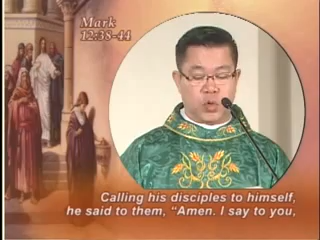 Mark
12:38-44
Calling his disciples to himself,
he said to them, “Amen. I say to you,